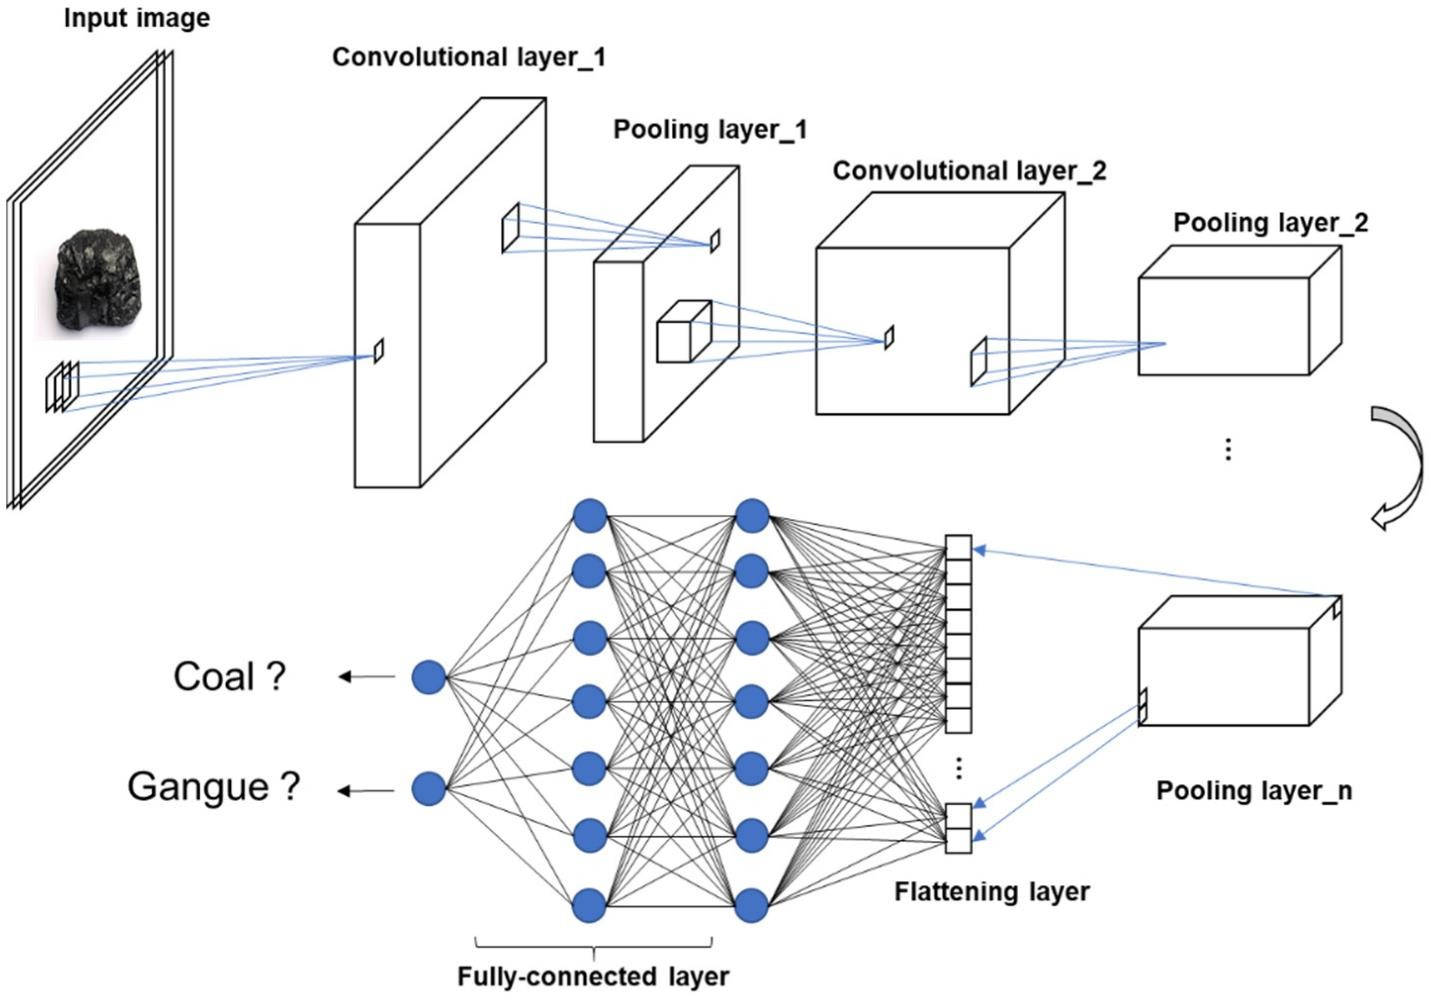 Input image
Convolutional layer_1
Pooling layer_1
Convolutional layer_2
Pooling layer_2
⋮
Coal ?
Gangue ?
⋮
Pooling layer_n
Flattening layer
Fully-connected layer